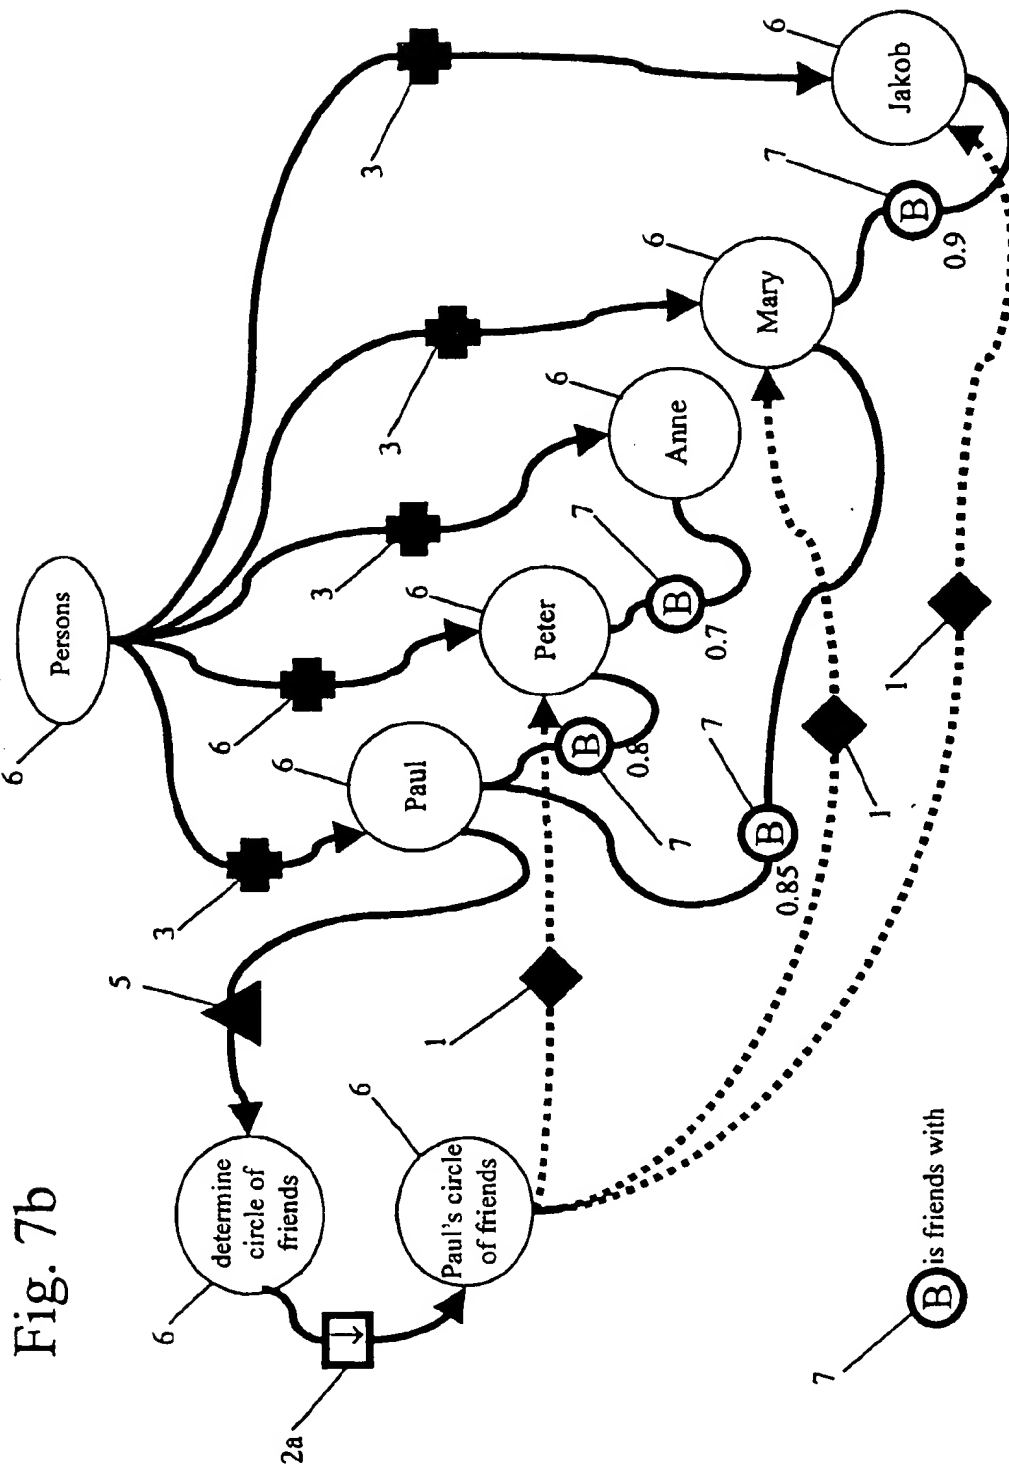 Fig. 7b
6
Persons
3
6
3
3
3
5
6
determine
circle of
friends
6
Paul
6
Peter
6
Anne
6
Mary
6
Jakob
2a
6
Paul's circle
of friends
1
B
0.8
7
B
0.7
7
B
0.85
7
B
0.9
7
1
1
7
B is friends with